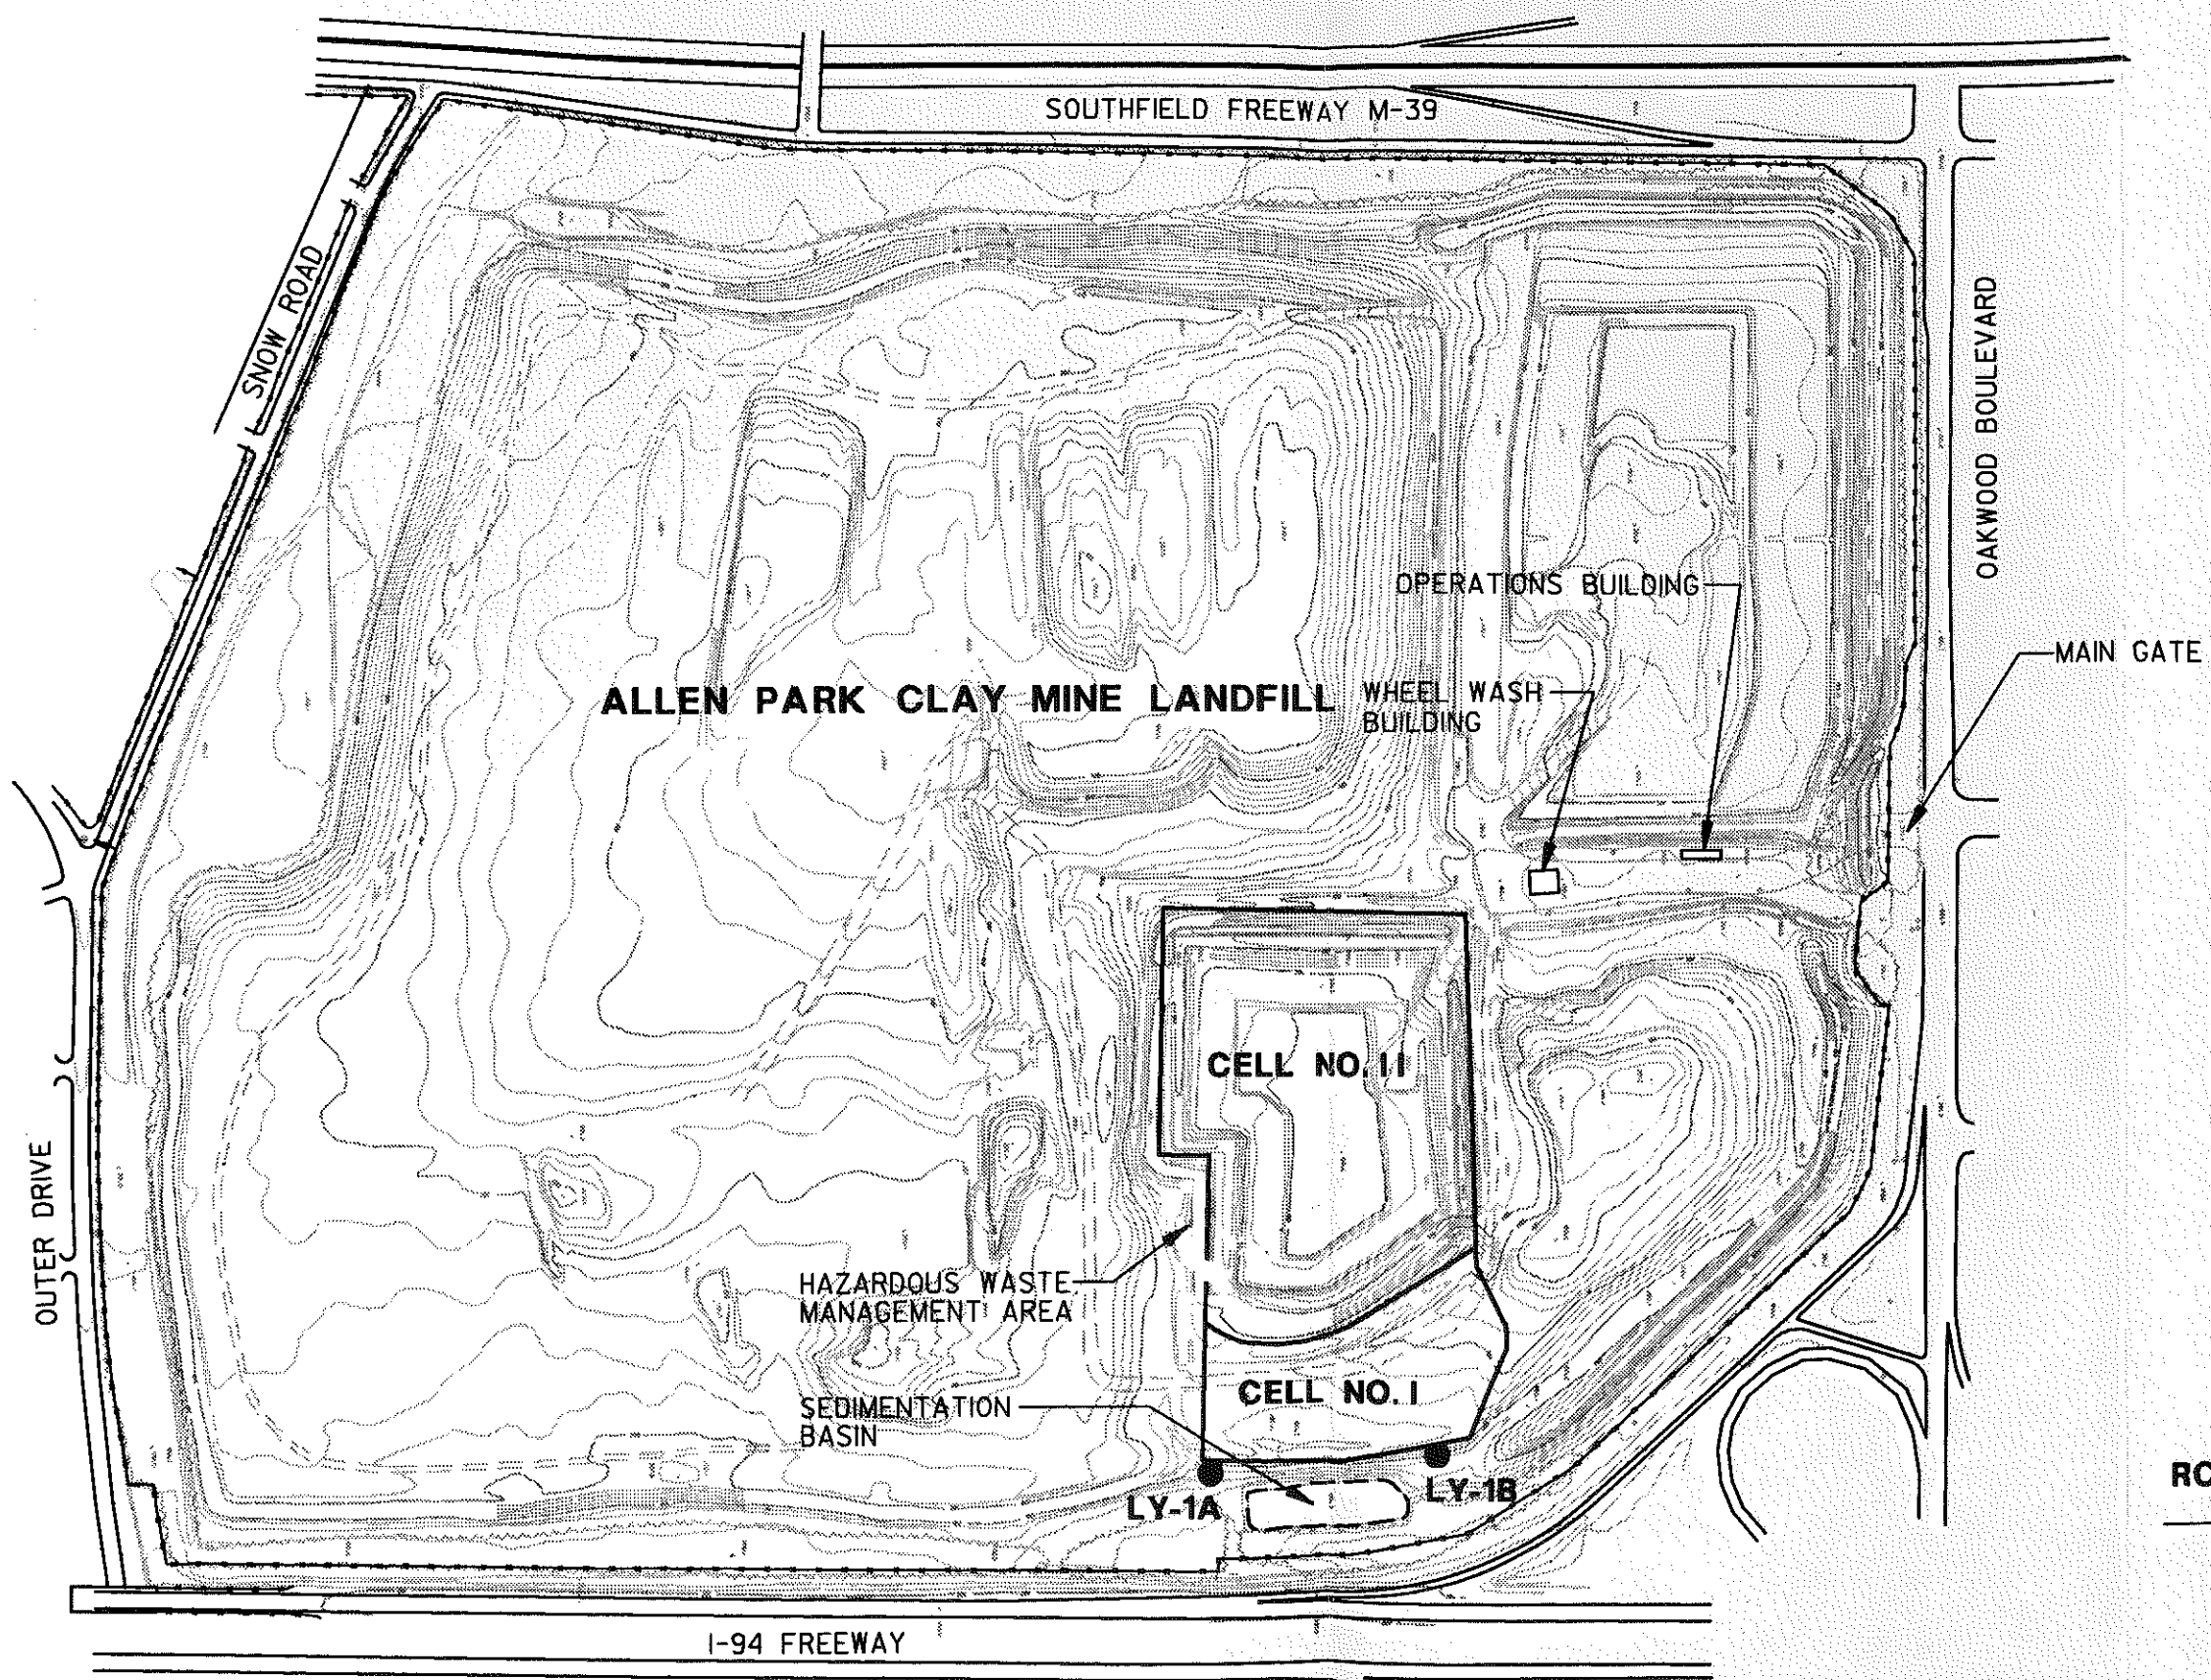 SOUTHFIELD FREEWAY M-39
SNOW ROAD
OAKWOOD BOULEVARD
OPERATIONS BUILDING
MAIN GATE
ALLEN PARK CLAY MINE LANDFILL
WHEEL WASH
BUILDING
CELL NO. II
OUTER DRIVE
HAZARDOUS WASTE
MANAGEMENT AREA
CELL NO. I
SEDIMENTATION
BASIN
LY-1A
LY-1B
RO
I-94 FREEWAY